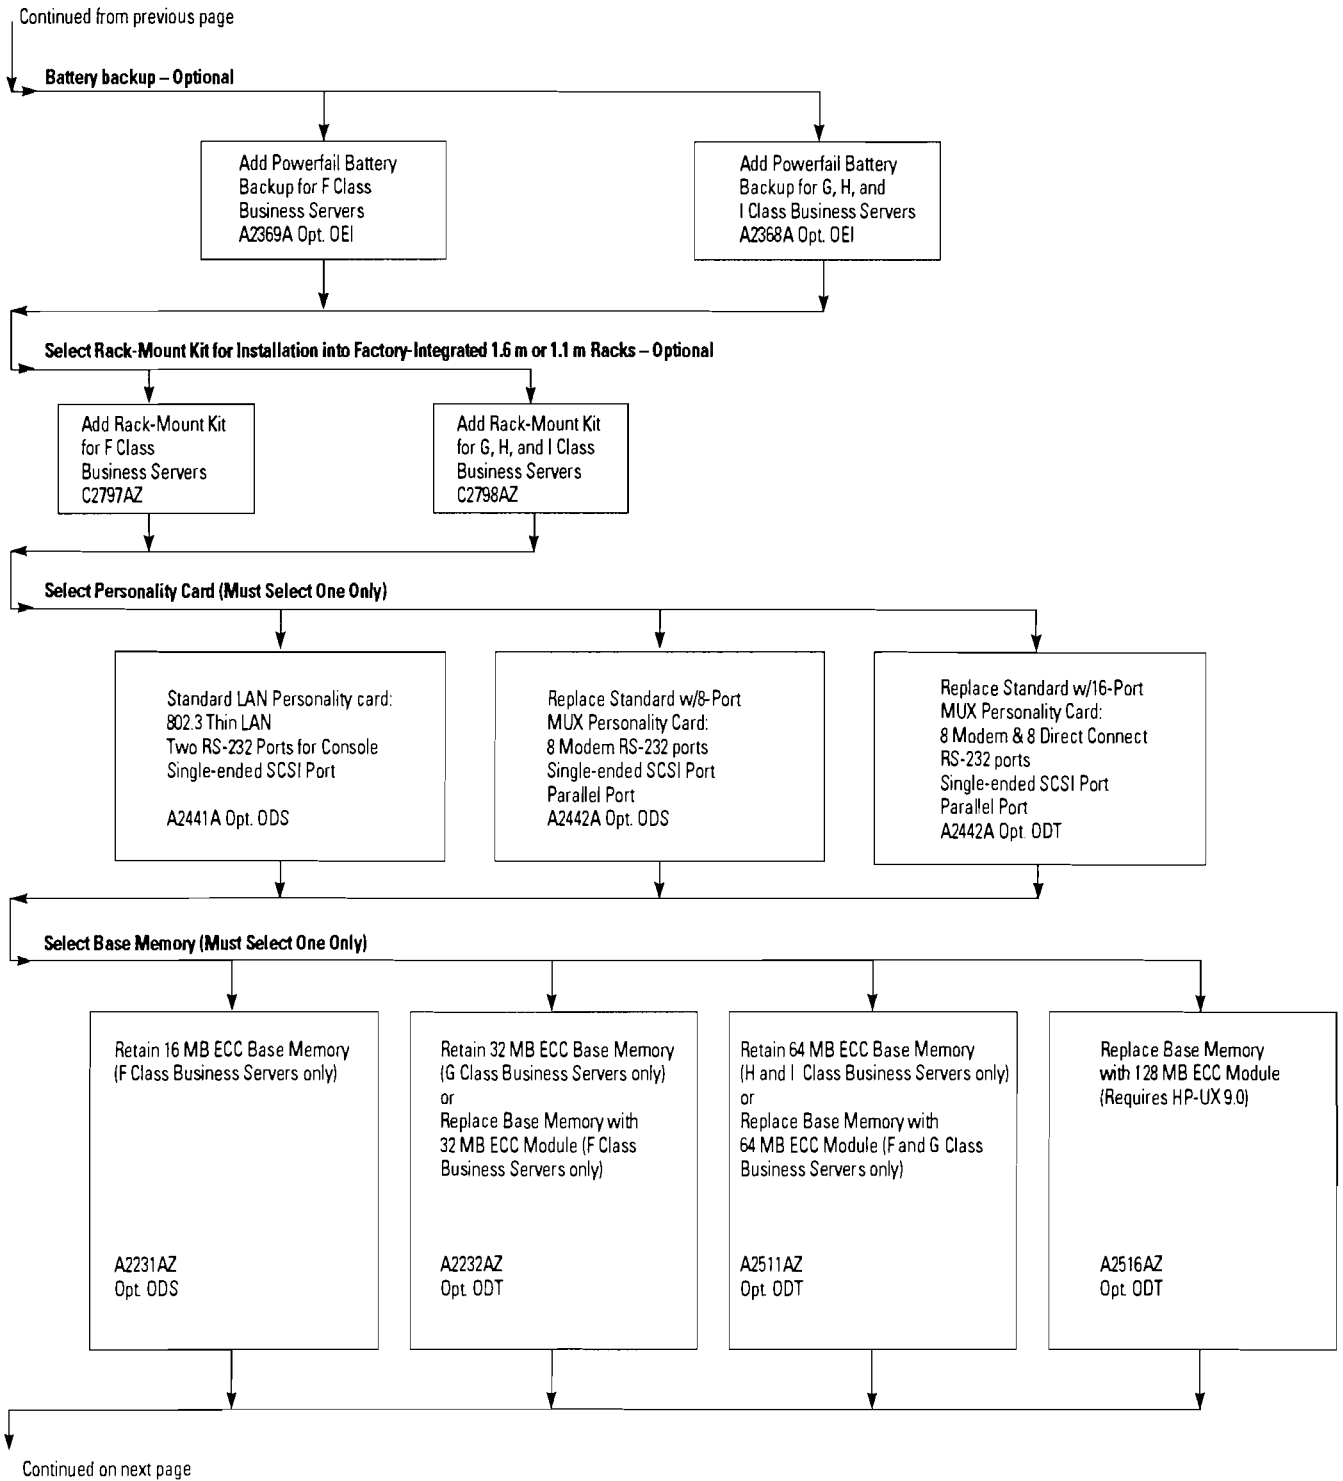 Continued from previous page
Battery backup – Optional
Add Powerfail Battery
Backup for F Class
Business Servers
A2369A Opt. OEI
Add Powerfail Battery
Backup for G, H, and
I Class Business Servers
A2368A Opt. OEI
Select Rack-Mount Kit for Installation into Factory-Integrated 1.6 m or 1.1 m Racks – Optional
Add Rack-Mount Kit
for F Class
Business Servers
C2797AZ
Add Rack-Mount Kit
for G, H, and I Class
Business Servers
C2798AZ
Select Personality Card (Must Select One Only)
Standard LAN Personality card:
802.3 Thin LAN
Two RS-232 Ports for Console
Single-ended SCSI Port
A2441A Opt. ODS
Replace Standard w/8-Port
MUX Personality Card:
8 Modem RS-232 ports
Single-ended SCSI Port
Parallel Port
A2442A Opt. ODS
Replace Standard w/16-Port
MUX Personality Card:
8 Modem & 8 Direct Connect
RS-232 ports
Single-ended SCSI Port
Parallel Port
A2442A Opt. ODT
Select Base Memory (Must Select One Only)
Retain 16 MB ECC Base Memory
(F Class Business Servers only)
A2231AZ
Opt. ODS
Retain 32 MB ECC Base Memory
(G Class Business Servers only)
or
Replace Base Memory with
32 MB ECC Module (F Class
Business Servers only)
A2232AZ
Opt. ODT
Retain 64 MB ECC Base Memory
(H and I Class Business Servers only)
or
Replace Base Memory with
64 MB ECC Module (F and G Class
Business Servers only)
A2511AZ
Opt. ODT
Replace Base Memory
with 128 MB ECC Module
(Requires HP-UX 9.0)
A2516AZ
Opt. ODT
Continued on next page